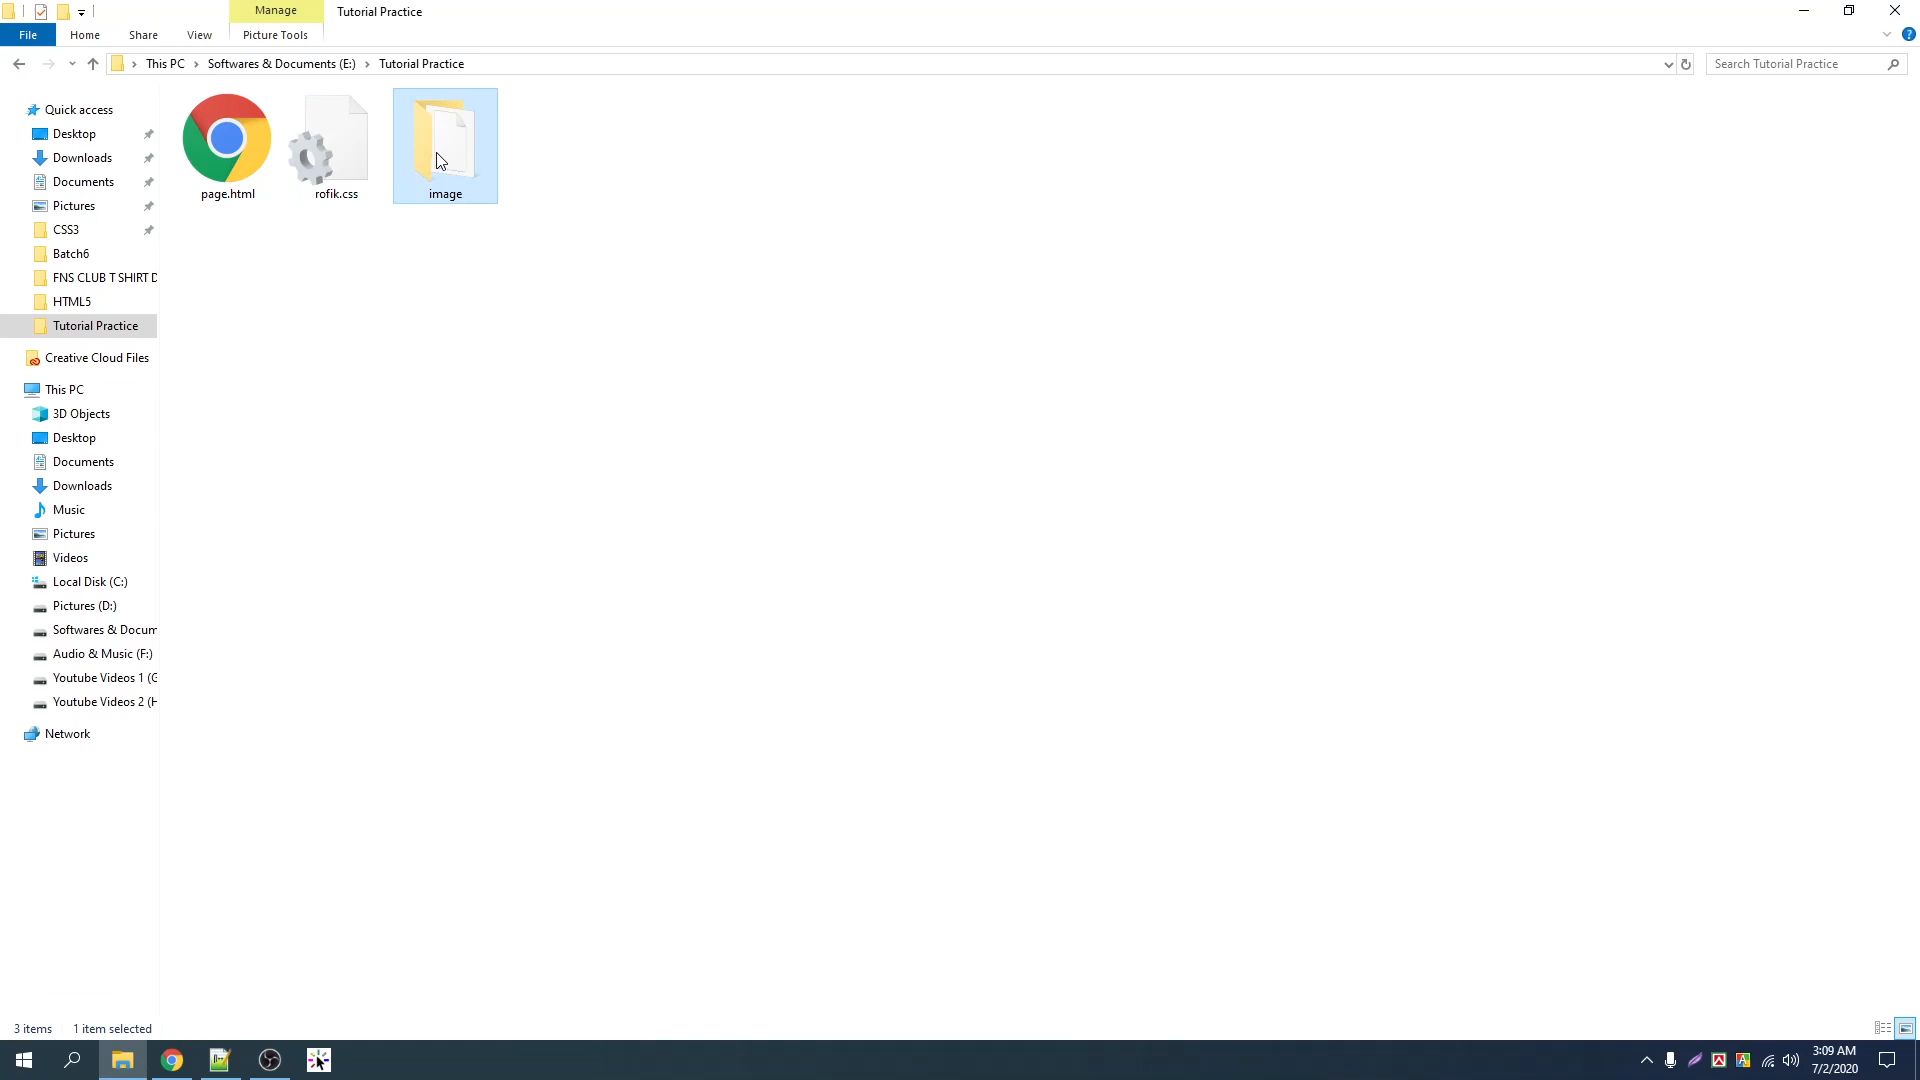 Manage
Tutorial Practice
File
Home
Share
View
Picture Tools
This PC
Softwares & Documents (E:)
Tutorial Practice
Search Tutorial Practice
Quick access
Desktop
Downloads
Documents
Pictures
CSS3
Batch6
FNS CLUB T SHIRT D
HTML5
Tutorial Practice
Creative Cloud Files
This PC
3D Objects
Desktop
Documents
Downloads
Music
Pictures
Videos
Local Disk (C:)
Pictures (D:)
Softwares & Docum
Audio & Music (F:)
Youtube Videos 1 (G
Youtube Videos 2 (H
Network
page.html
rofik.css
image
3 items
1 item selected
3:09 AM
7/2/2020